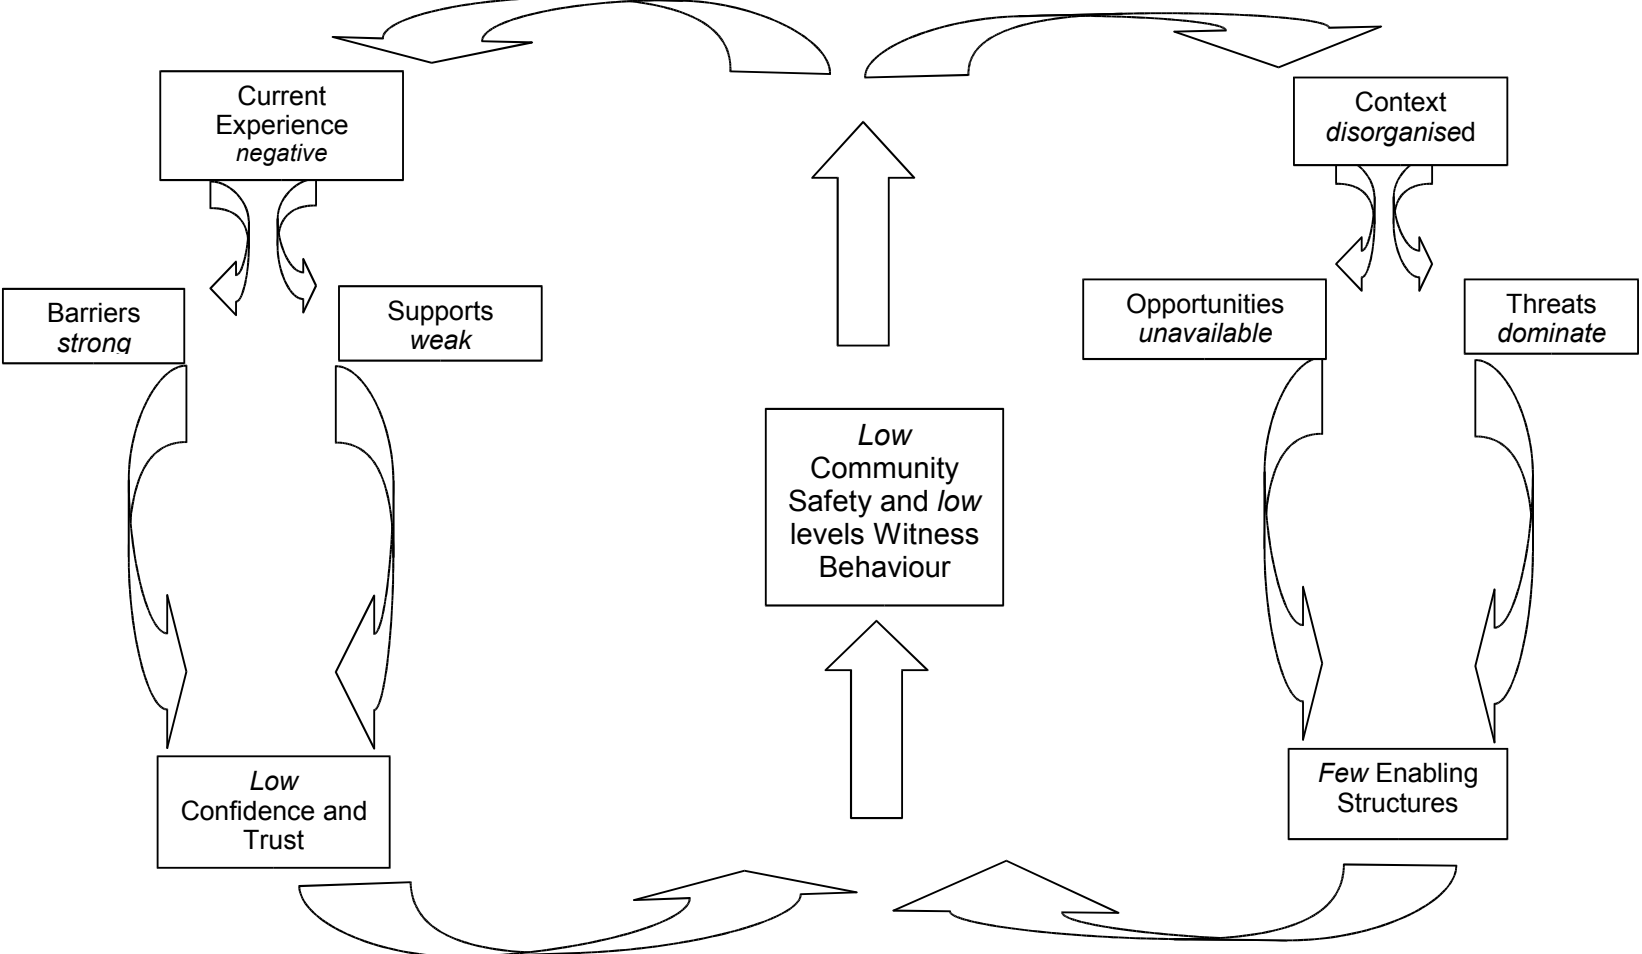 Current
Experience
negative
Context
disorganised
Barriers
strong
Supports
weak
Opportunities
unavailable
Threats
dominate
Low
Community
Safety and low
levels Witness
Behaviour
Low
Confidence and
Trust
Few Enabling
Structures